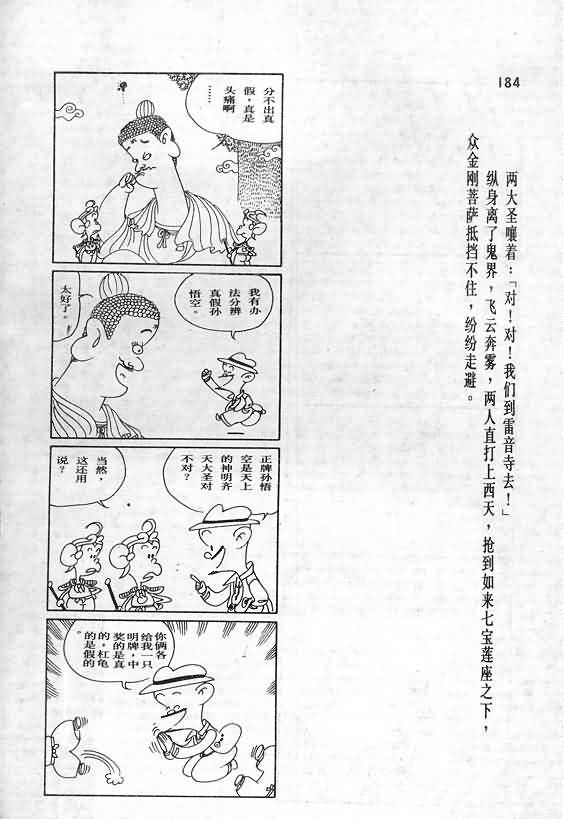 184
两大圣嚷着：「对！对！我们到雷音寺去！」
纵身离了鬼界，飞云奔雾，两人直打上西天，抢到如来七宝莲座之下，
众金刚菩萨抵挡不住，纷纷走避。
分不出真
假，真是
头痛啊
……
我有办
法分辨
真假孙
悟空。
太好了。
正牌孙悟
空是天上
的神明齐
天大圣对
不对？
当然，
这还用
说？
你俩各
给我一只
明牌，中
奖的是真
的，杠龟
的是假的
。